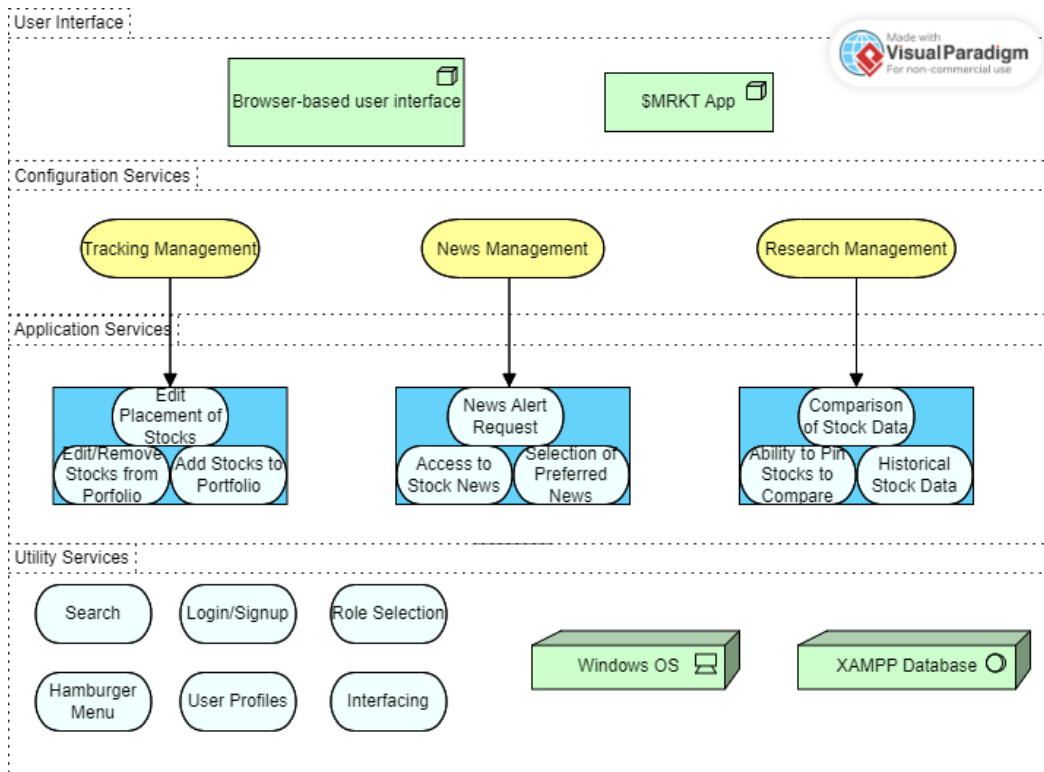 User Interface
Made with
Visual Paradigm
For non-commercial use
Browser-based user interface
$MRKT App
Configuration Services
Tracking Management
News Management
Research Management
Application Services
Edit
Placement of
Stocks
Edit/Remove
Stocks from
Porfolio
Add Stocks to
Portfolio
News Alert
Request
Access to
Stock News
Selection of
Preferred
News
Comparison
of Stock Data
Ability to Pin
Stocks to
Compare
Historical
Stock Data
Utility Services
Search
Login/Signup
Role Selection
Hamburger
Menu
User Profiles
Interfacing
Windows OS
XAMPP Database